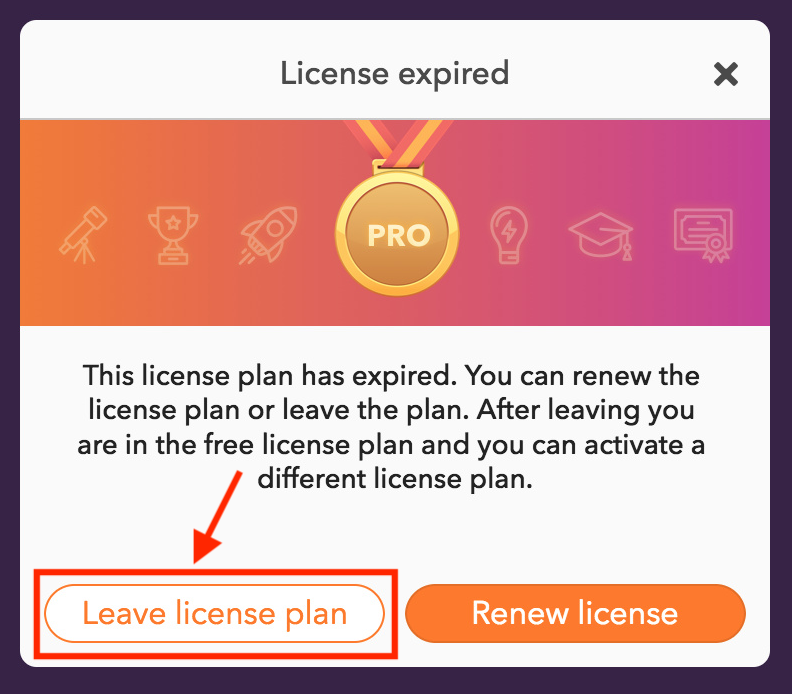 License expired
PRO
This license plan has expired. You can renew the
license plan or leave the plan. After leaving you
are in the free license plan and you can activate a
different license plan.
Leave license plan
Renew license